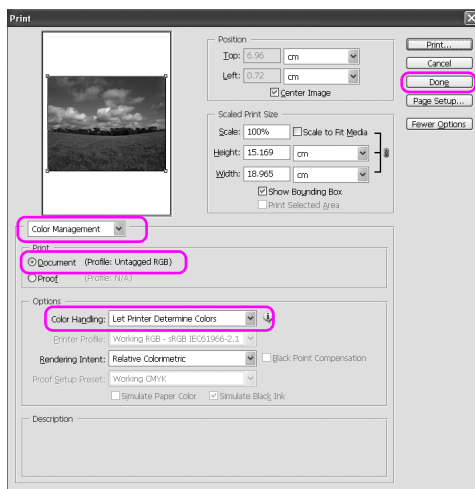 Print
Position
Top: 6.96 cm
Left: 0.72 cm
Center Image
Scaled Print Size
Scale: 100% Scale to Fit Media
Height: 15.169 cm
Width: 18.965 cm
Show Bounding Box
Print Selected Area
Print...
Cancel
Done
Page Setup...
Fewer Options
Color Management
Print
Document (Profile: Untagged RGB)
Proof (Profile: N/A)
Options
Color Handling: Let Printer Determine Colors
Printer Profile: Working RGB - sRGB IEC61966-2.1
Rendering Intent: Relative Colorimetric Black Point Compensation
Proof Setup Preset: Working CMYK
Simulate Paper Color Simulate Black Ink
Description